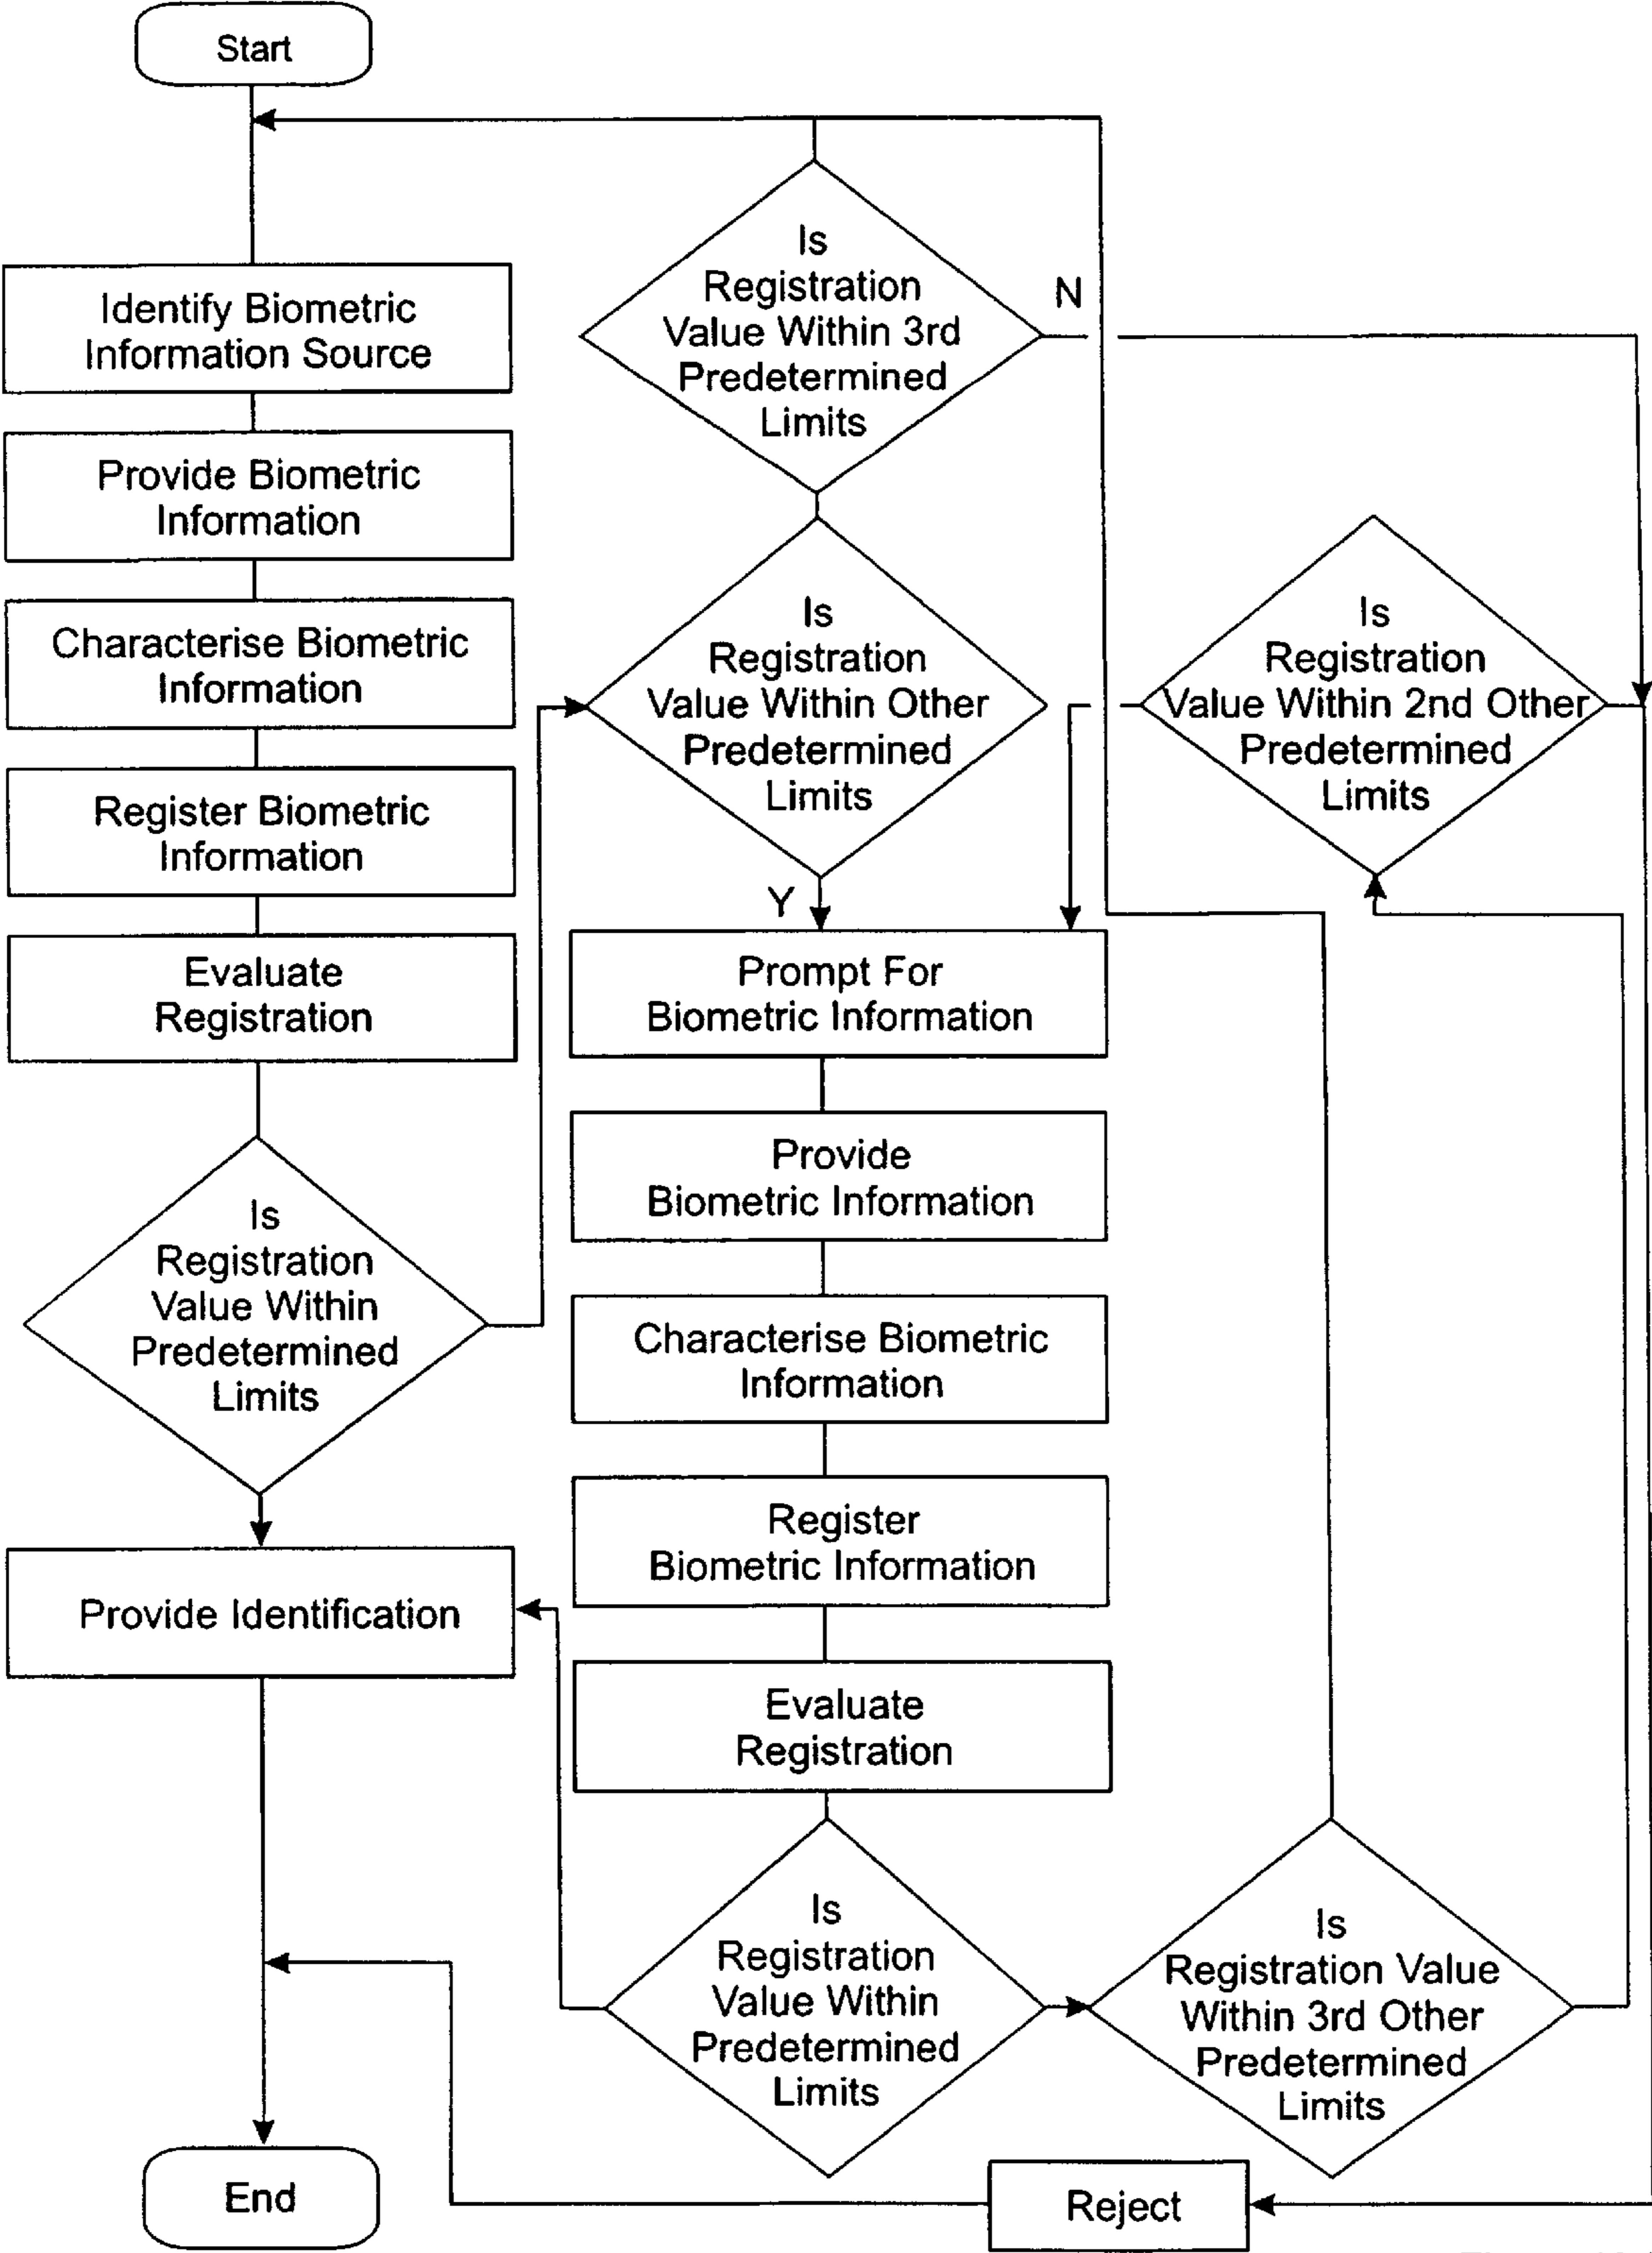 Start
Identify Biometric
Information Source
Provide Biometric
Information
Characterise Biometric
Information
Register Biometric
Information
Evaluate
Registration
Is
Registration
Value Within
Predetermined
Limits
Provide Identification
End
Is
Registration
Value Within 3rd
Predetermined
Limits
N
Is
Registration
Value Within Other
Predetermined
Limits
Y
Prompt For
Biometric Information
Provide
Biometric Information
Characterise Biometric
Information
Register
Biometric Information
Evaluate
Registration
Is
Registration
Value Within
Predetermined
Limits
Is
Registration
Value Within 2nd Other
Predetermined
Limits
Is
Registration Value
Within 3rd Other
Predetermined
Limits
Reject